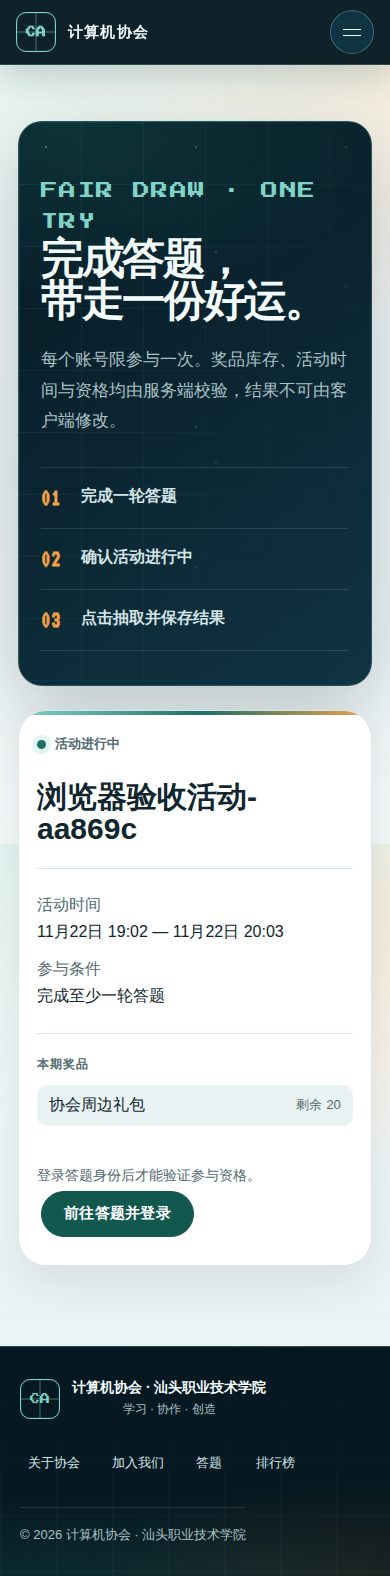 CA 计算机协会
FAIR DRAW · ONE
TRY
完成答题，
带走一份好运。
每个账号限参与一次。奖品库存、活动时
间与资格均由服务端校验，结果不可由客
户端修改。
01 完成一轮答题
02 确认活动进行中
03 点击抽取并保存结果
活动进行中
浏览器验收活动-
aa869c
活动时间
11月22日 19:02 — 11月22日 20:03
参与条件
完成至少一轮答题
本期奖品
协会周边礼包 剩余 20
登录答题身份后才能验证参与资格。
前往答题并登录
CA 计算机协会 · 汕头职业技术学院
学习 · 协作 · 创造
关于协会 加入我们 答题 排行榜
© 2026 计算机协会 · 汕头职业技术学院